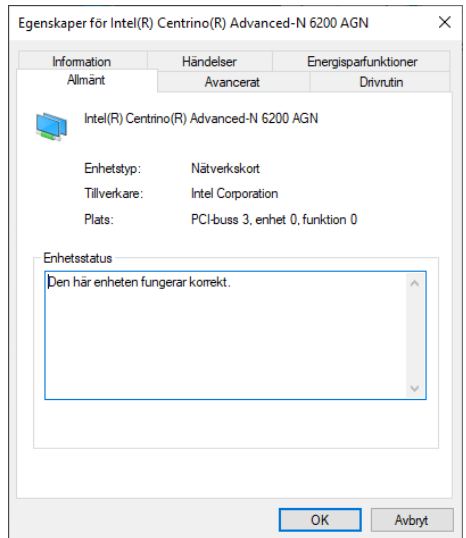 Egenskaper för Intel(R) Centrino(R) Advanced-N 6200 AGN
Information Händelser Energisparfunktioner
Allmänt Avancerat Drivrutin
Intel(R) Centrino(R) Advanced-N 6200 AGN
Enhetstyp: Nätverkskort
Tillverkare: Intel Corporation
Plats: PCI-buss 3, enhet 0, funktion 0
Enhetsstatus
Den här enheten fungerar korrekt.
OK Avbryt